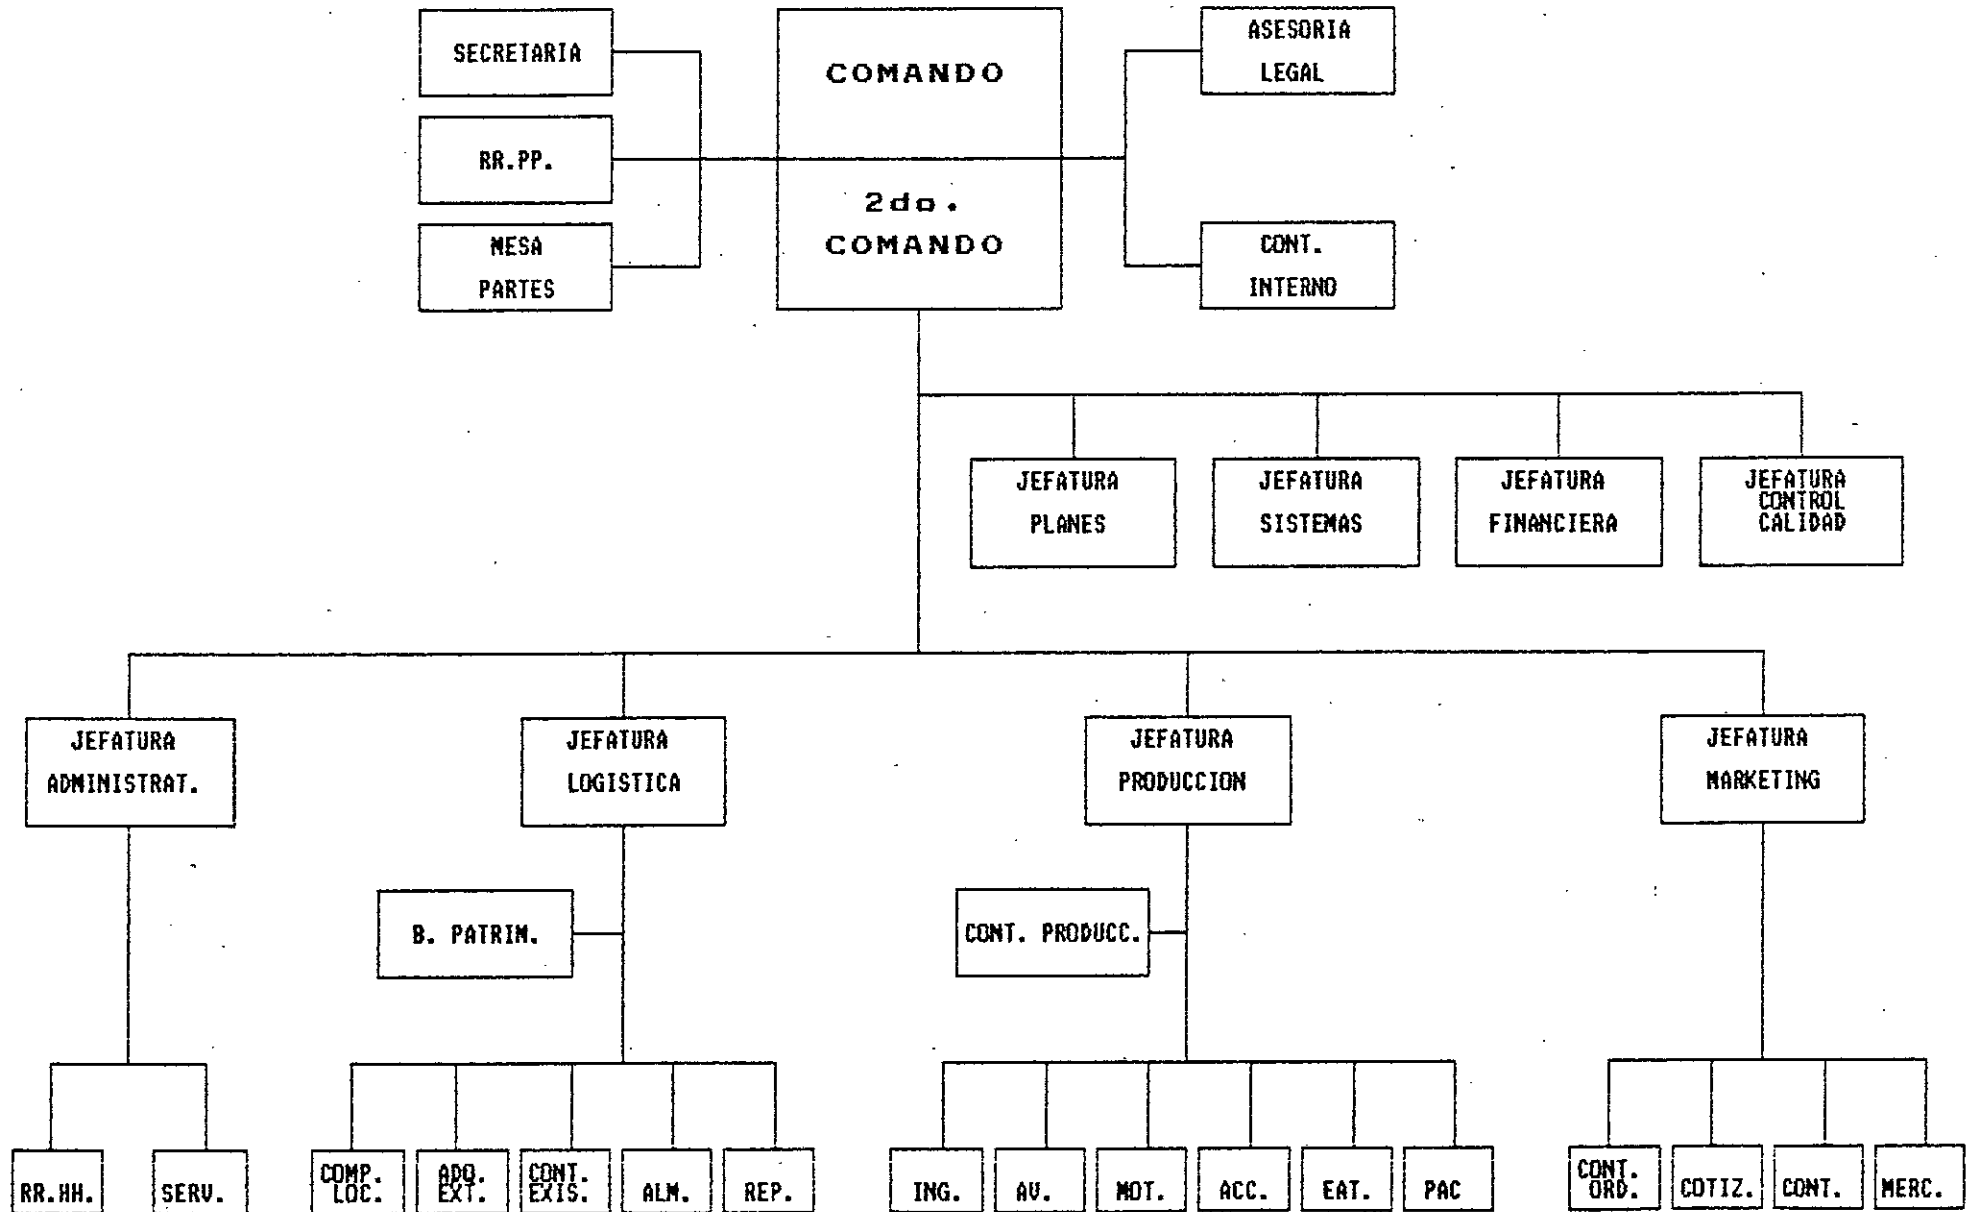 SECRETARIA
RR.PP.
MESA
PARTES
COMANDO
2do.
COMANDO
ASESORIA
LEGAL
CONT.
INTERNO
JEFATURA
PLANES
JEFATURA
SISTEMAS
JEFATURA
FINANCIERA
JEFATURA
CONTROL
CALIDAD
JEFATURA
ADMINISTRAT.
JEFATURA
LOGISTICA
JEFATURA
PRODUCCION
JEFATURA
MARKETING
B. PATRIM.
CONT. PRODUCC.
RR.HH.
SERV.
COMP.
LOC.
ADQ.
EXT.
CONT.
EXIS.
ALM.
REP.
ING.
AV.
MOT.
ACC.
EAT.
PAC
CONT.
ORD.
COTIZ.
CONT.
MERC.